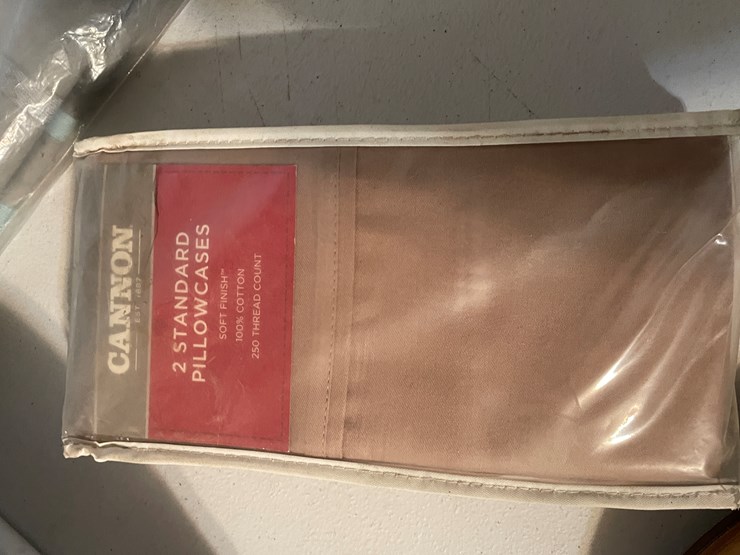 CANNON
EST. 1887
2 STANDARD
PILLOWCASES
SOFT FINISH™
100% COTTON
250 THREAD COUNT